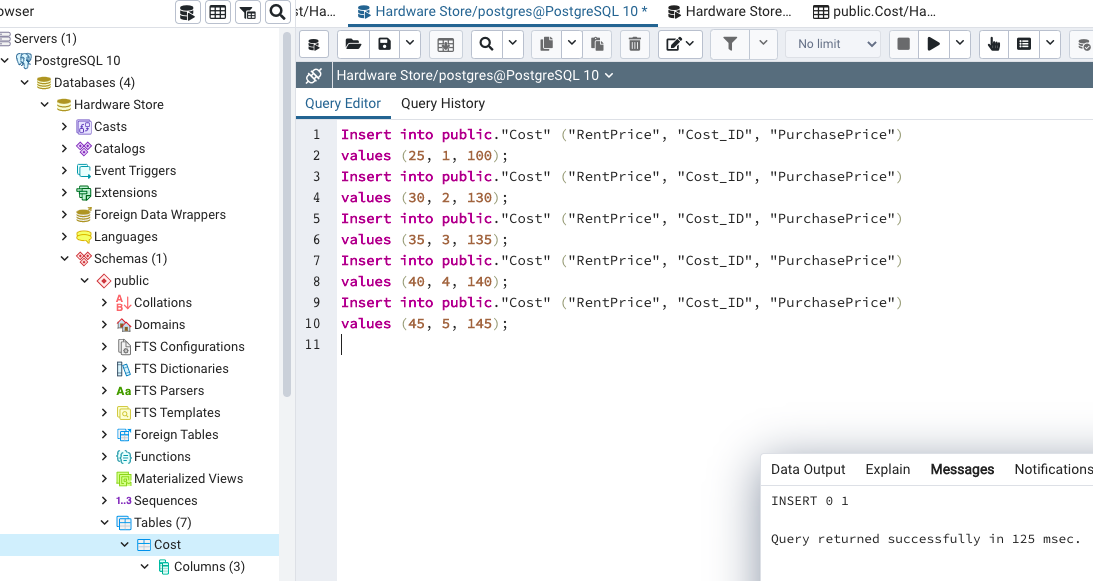 owser
st/Ha...
Hardware Store/postgres@PostgreSQL 10 *
Hardware Store...
public.Cost/Ha...
Servers (1)
PostgreSQL 10
Databases (4)
Hardware Store
Casts
Catalogs
Event Triggers
Extensions
Foreign Data Wrappers
Languages
Schemas (1)
public
Collations
Domains
FTS Configurations
FTS Dictionaries
Aa FTS Parsers
FTS Templates
Foreign Tables
Functions
Materialized Views
1..3 Sequences
Tables (7)
Cost
Columns (3)
No limit
Hardware Store/postgres@PostgreSQL 10
Query Editor Query History
1 Insert into public."Cost" ("RentPrice", "Cost_ID", "PurchasePrice")
2 values (25, 1, 100);
3 Insert into public."Cost" ("RentPrice", "Cost_ID", "PurchasePrice")
4 values (30, 2, 130);
5 Insert into public."Cost" ("RentPrice", "Cost_ID", "PurchasePrice")
6 values (35, 3, 135);
7 Insert into public."Cost" ("RentPrice", "Cost_ID", "PurchasePrice")
8 values (40, 4, 140);
9 Insert into public."Cost" ("RentPrice", "Cost_ID", "PurchasePrice")
10 values (45, 5, 145);
11
Data Output Explain Messages Notifications
INSERT 0 1
Query returned successfully in 125 msec.